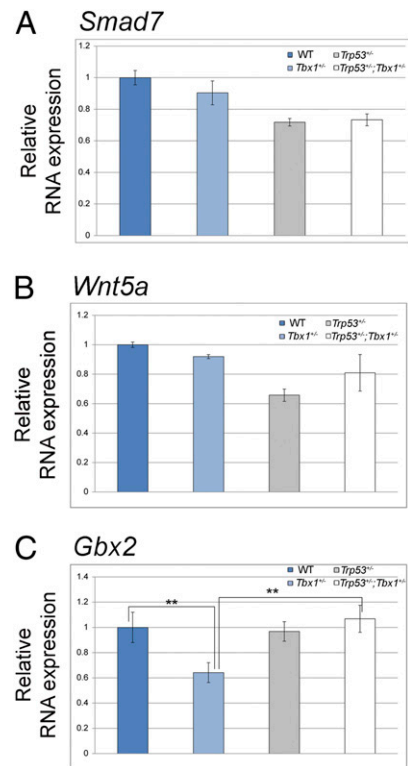 A Smad7
Relative
RNA expression
1.2
1
0.8
0.6
0.4
0.2
0
WT Trp53+/-
Tbx1+/- Trp53+/-;Tbx1+/-
B Wnt5a
Relative
RNA expression
1.2
1
0.8
0.6
0.4
0.2
0
WT Trp53+/-
Tbx1+/- Trp53+/-;Tbx1+/-
C Gbx2
Relative
RNA expression
1.4
1.2
1
0.8
0.6
0.4
0.2
0
WT Trp53+/-
Tbx1+/- Trp53+/-;Tbx1+/-
**
**